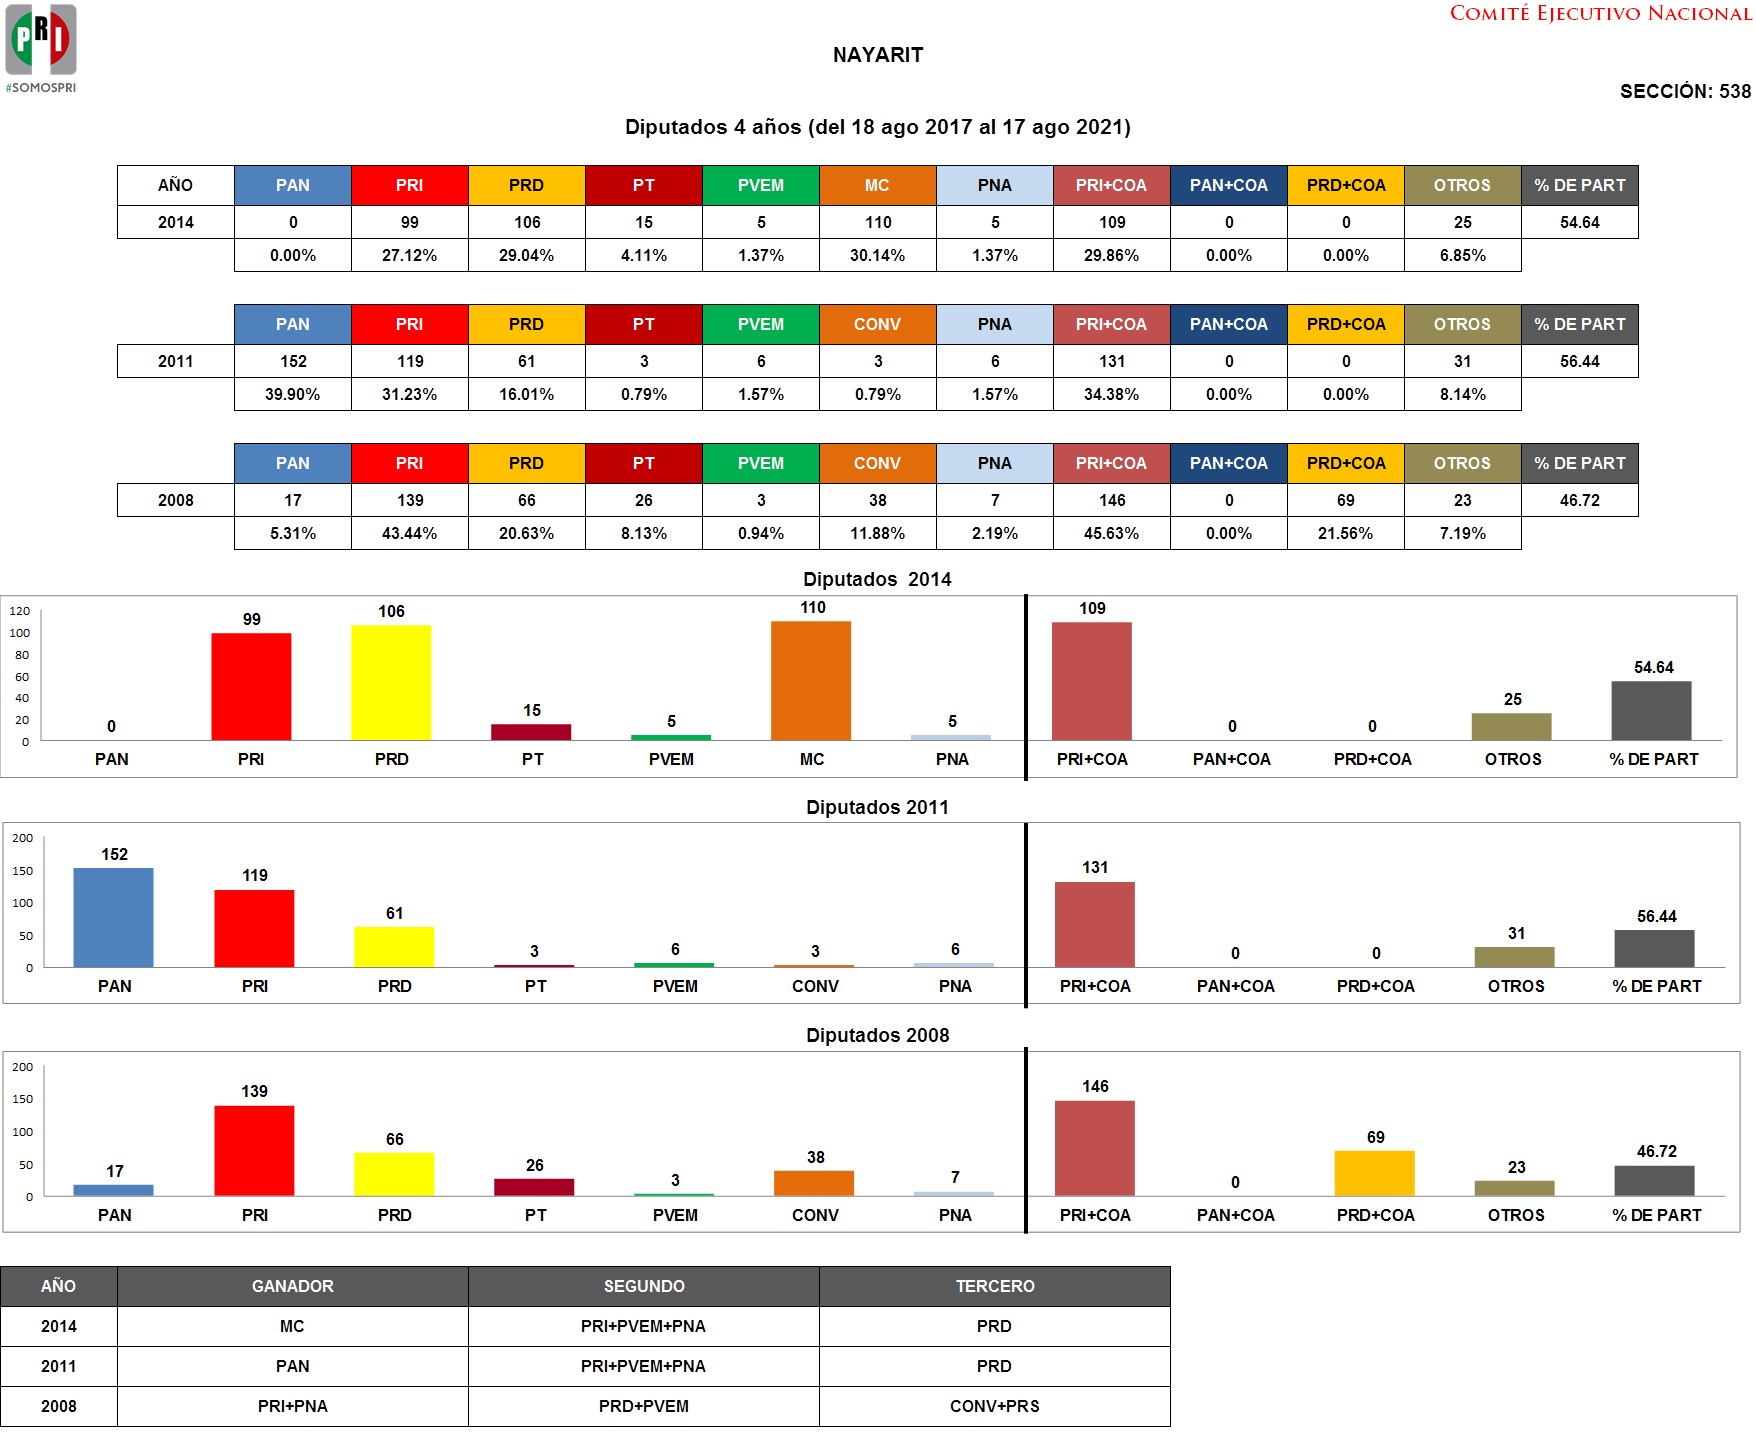 PRI
#SOMOSPRI
COMITÉ EJECUTIVO NACIONAL
NAYARIT
SECCIÓN: 538
Diputados 4 años (del 18 ago 2017 al 17 ago 2021)
AÑO PAN PRI PRD PT PVEM MC PNA PRI+COA PAN+COA PRD+COA OTROS % DE PART
2014 0 99 106 15 5 110 5 109 0 0 25 54.64
0.00% 27.12% 29.04% 4.11% 1.37% 30.14% 1.37% 29.86% 0.00% 0.00% 6.85%
PAN PRI PRD PT PVEM CONV PNA PRI+COA PAN+COA PRD+COA OTROS % DE PART
2011 152 119 61 3 6 3 6 131 0 0 31 56.44
39.90% 31.23% 16.01% 0.79% 1.57% 0.79% 1.57% 34.38% 0.00% 0.00% 8.14%
PAN PRI PRD PT PVEM CONV PNA PRI+COA PAN+COA PRD+COA OTROS % DE PART
2008 17 139 66 26 3 38 7 146 0 69 23 46.72
5.31% 43.44% 20.63% 8.13% 0.94% 11.88% 2.19% 45.63% 0.00% 21.56% 7.19%
Diputados 2014
120
100
80
60
40
20
0
0 99 106 15 5 110 5 109 0 0 25 54.64
PAN PRI PRD PT PVEM MC PNA PRI+COA PAN+COA PRD+COA OTROS % DE PART
Diputados 2011
200
150
100
50
0
152 119 61 3 6 3 6 131 0 0 31 56.44
PAN PRI PRD PT PVEM CONV PNA PRI+COA PAN+COA PRD+COA OTROS % DE PART
Diputados 2008
200
150
100
50
0
17 139 66 26 3 38 7 146 0 69 23 46.72
PAN PRI PRD PT PVEM CONV PNA PRI+COA PAN+COA PRD+COA OTROS % DE PART
AÑO GANADOR SEGUNDO TERCERO
2014 MC PRI+PVEM+PNA PRD
2011 PAN PRI+PVEM+PNA PRD
2008 PRI+PNA PRD+PVEM CONV+PRS